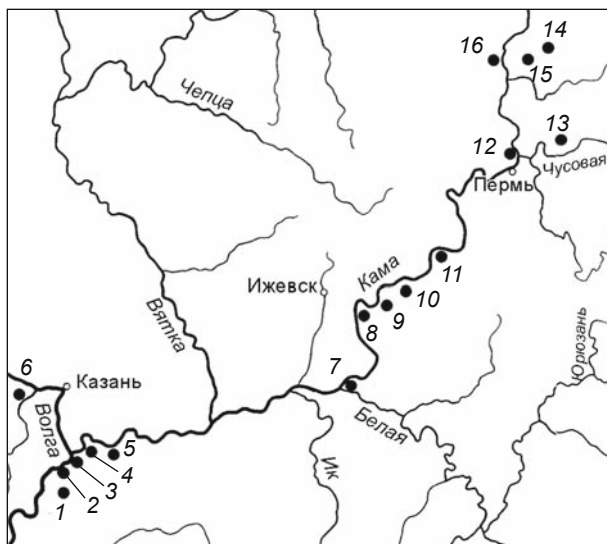 14
16
15
Чепца
13
12
Чусовая
Пермь
11
Кама
Ижевск
10
9
8
Вятка
Юрюзань
7
6
Казань
Белая
Волга
5
Ик
4
3
2
1